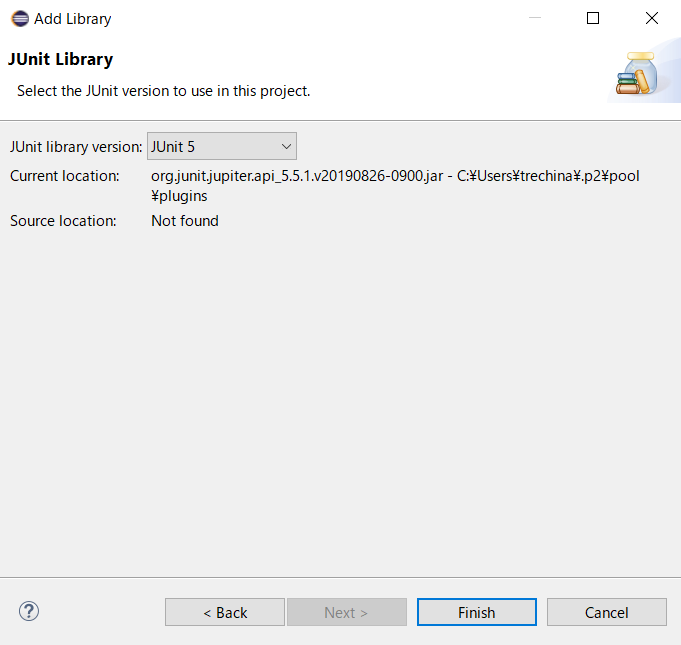 Add Library
JUnit Library
Select the JUnit version to use in this project.
JUnit library version: JUnit 5
Current location: org.junit.jupiter.api_5.5.1.v20190826-0900.jar - C:¥Users¥trechina¥.p2¥pool
¥plugins
Source location: Not found
? < Back Next > Finish Cancel